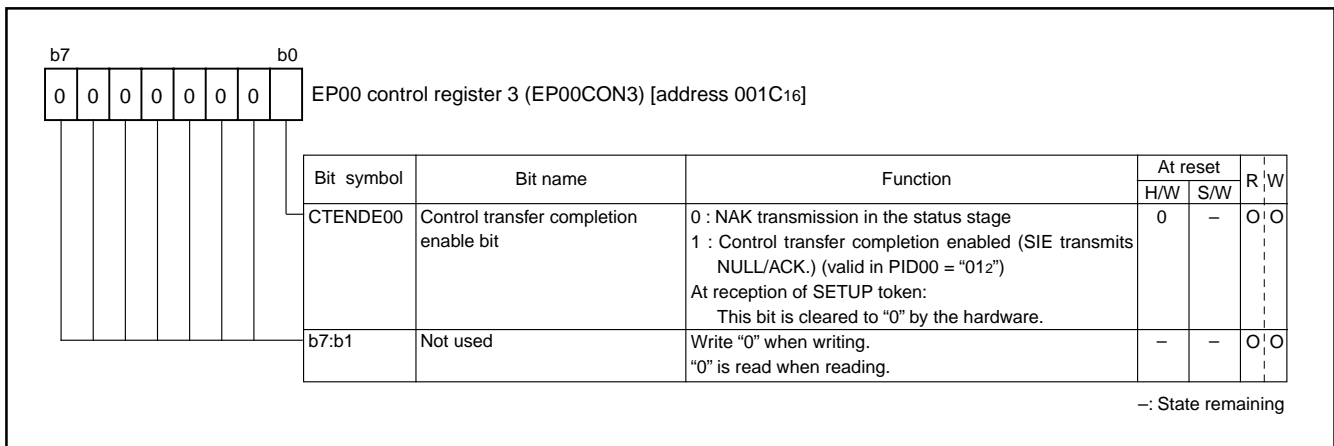 b7 b0
0 0 0 0 0 0 0 EP00 control register 3 (EP00CON3) [address 001C16]
Bit symbol Bit name Function At reset R W
H/W S/W
CTENDE00 Control transfer completion 0 : NAK transmission in the status stage 0 – O O
enable bit 1 : Control transfer completion enabled (SIE transmits
NULL/ACK.) (valid in PID00 = “012”)
At reception of SETUP token:
This bit is cleared to “0” by the hardware.
b7:b1 Not used Write “0” when writing. – – O O
“0” is read when reading.
–: State remaining